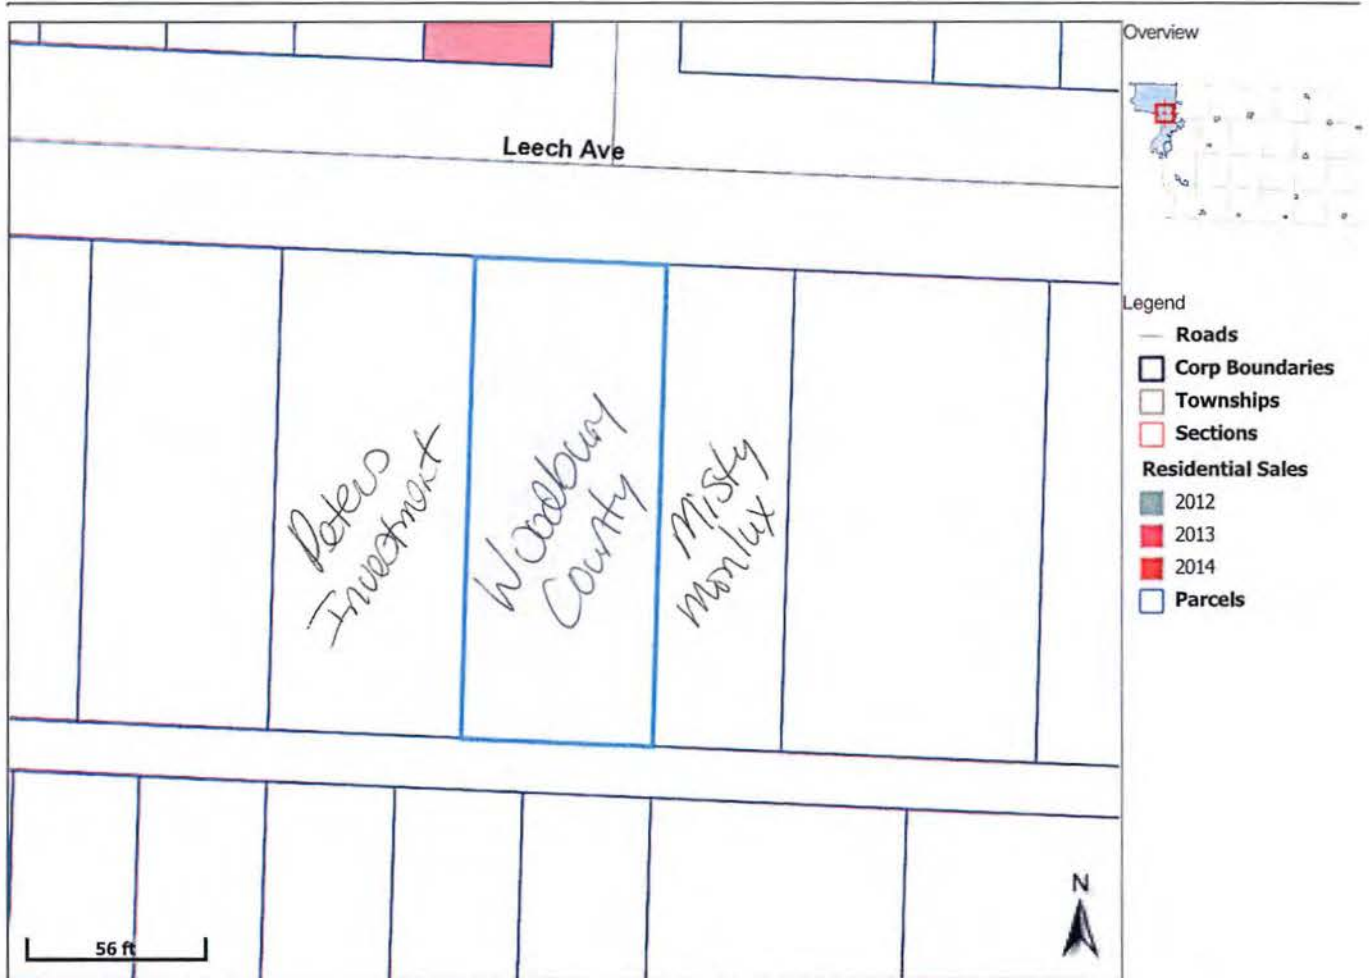 Overview
Leech Ave
Legend
Roads
Corp Boundaries
Townships
Sections
Residential Sales
2012
2013
2014
Parcels
Peters
Investment
Woodbury
County
Misty
Monlux
N
56 ft